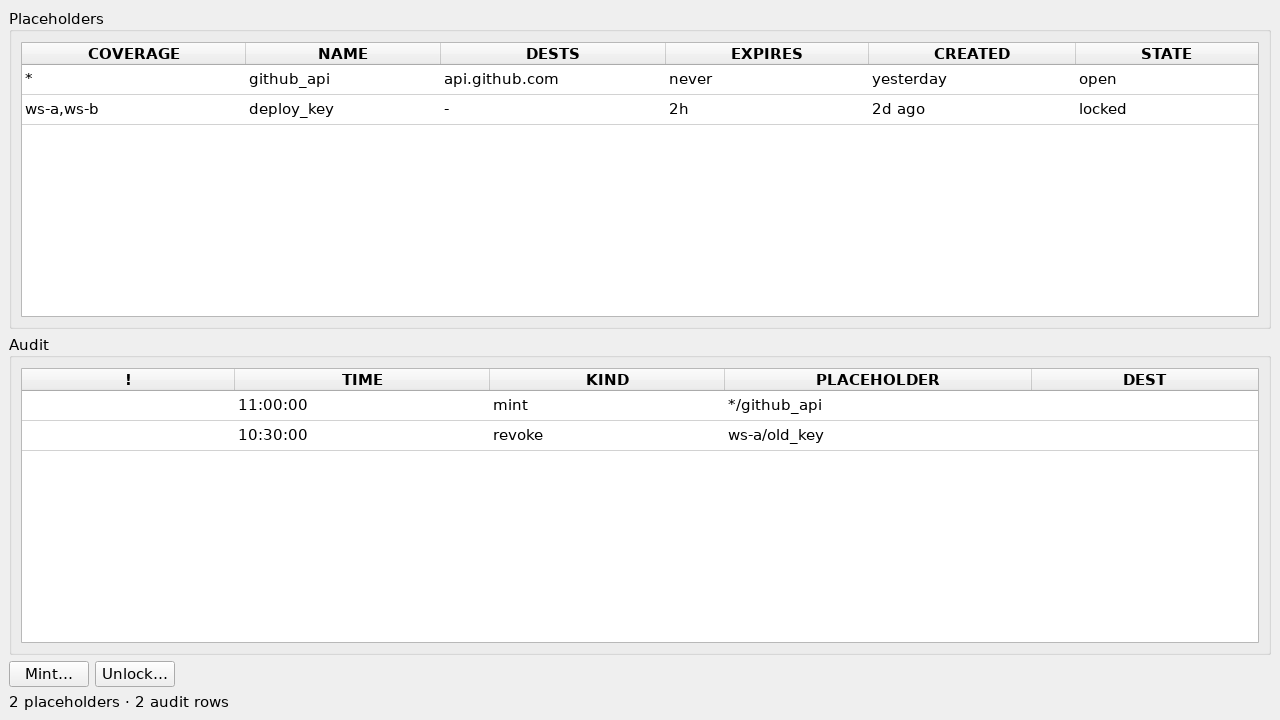 Placeholders
COVERAGE NAME DESTS EXPIRES CREATED STATE
* github_api api.github.com never yesterday open
ws-a,ws-b deploy_key - 2h 2d ago locked
Audit
! TIME KIND PLACEHOLDER DEST
11:00:00 mint */github_api
10:30:00 revoke ws-a/old_key
Mint... Unlock...
2 placeholders · 2 audit rows